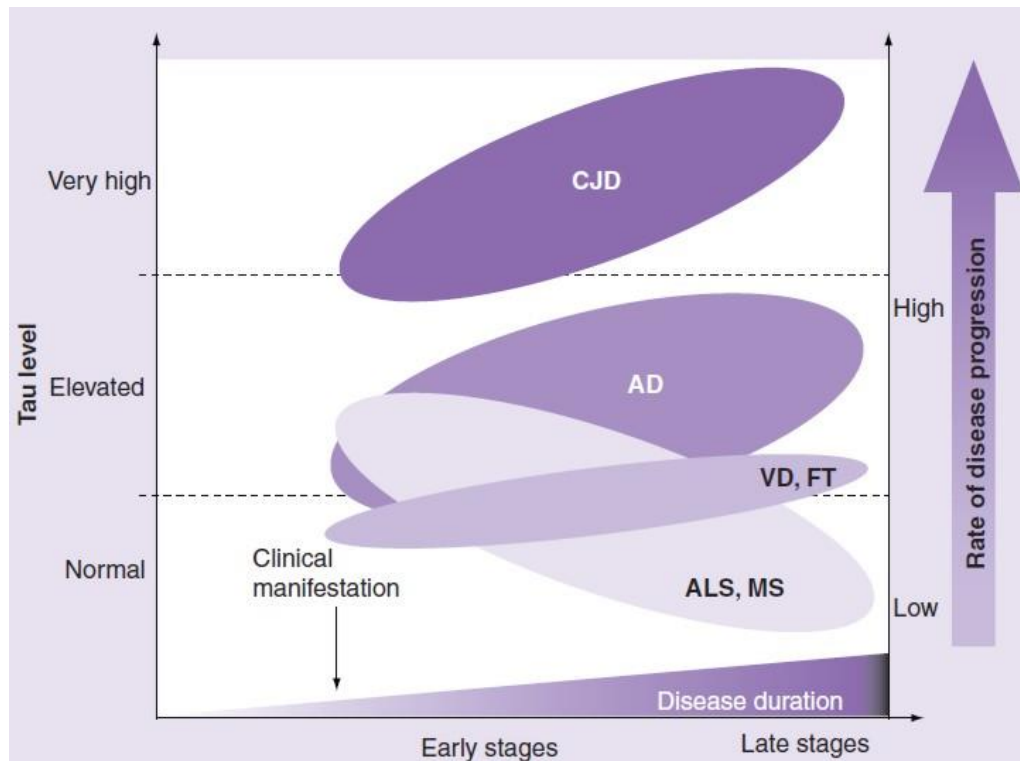 Very high
CJD
High
Tau level
Elevated
AD
Rate of disease progression
VD, FT
Clinical
manifestation
Normal
ALS, MS
Low
Disease duration
Early stages
Late stages